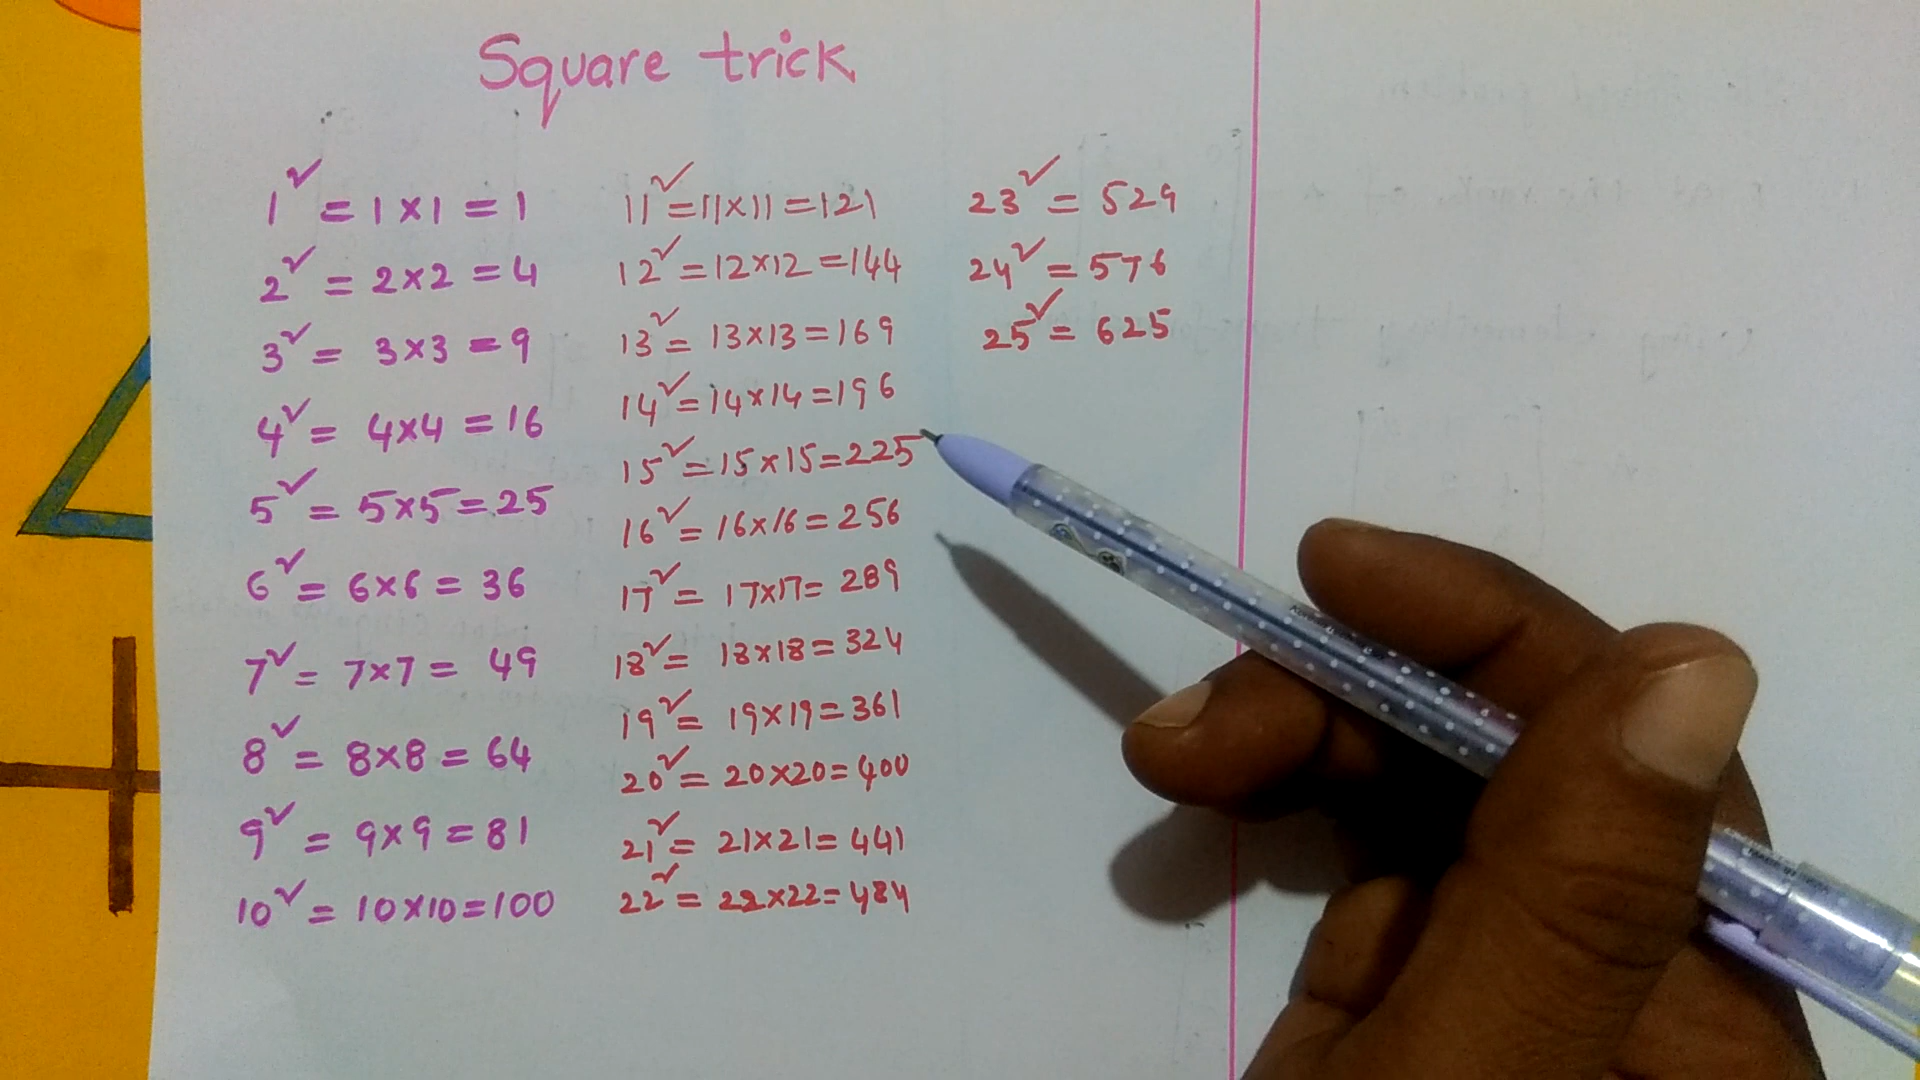 Square trick
1² = 1×1 = 1
2² = 2×2 = 4
3² = 3×3 = 9
4² = 4×4 = 16
5² = 5×5 = 25
6² = 6×6 = 36
7² = 7×7 = 49
8² = 8×8 = 64
9² = 9×9 = 81
10² = 10×10=100
11² = 11×11 = 121
12² = 12×12 = 144
13² = 13×13 = 169
14² = 14×14 = 196
15² = 15×15 = 225
16² = 16×16 = 256
17² = 17×17 = 289
18² = 18×18 = 324
19² = 19×19 = 361
20² = 20×20 = 400
21² = 21×21 = 441
22² = 22×22 = 484
23² = 529
24² = 576
25² = 625